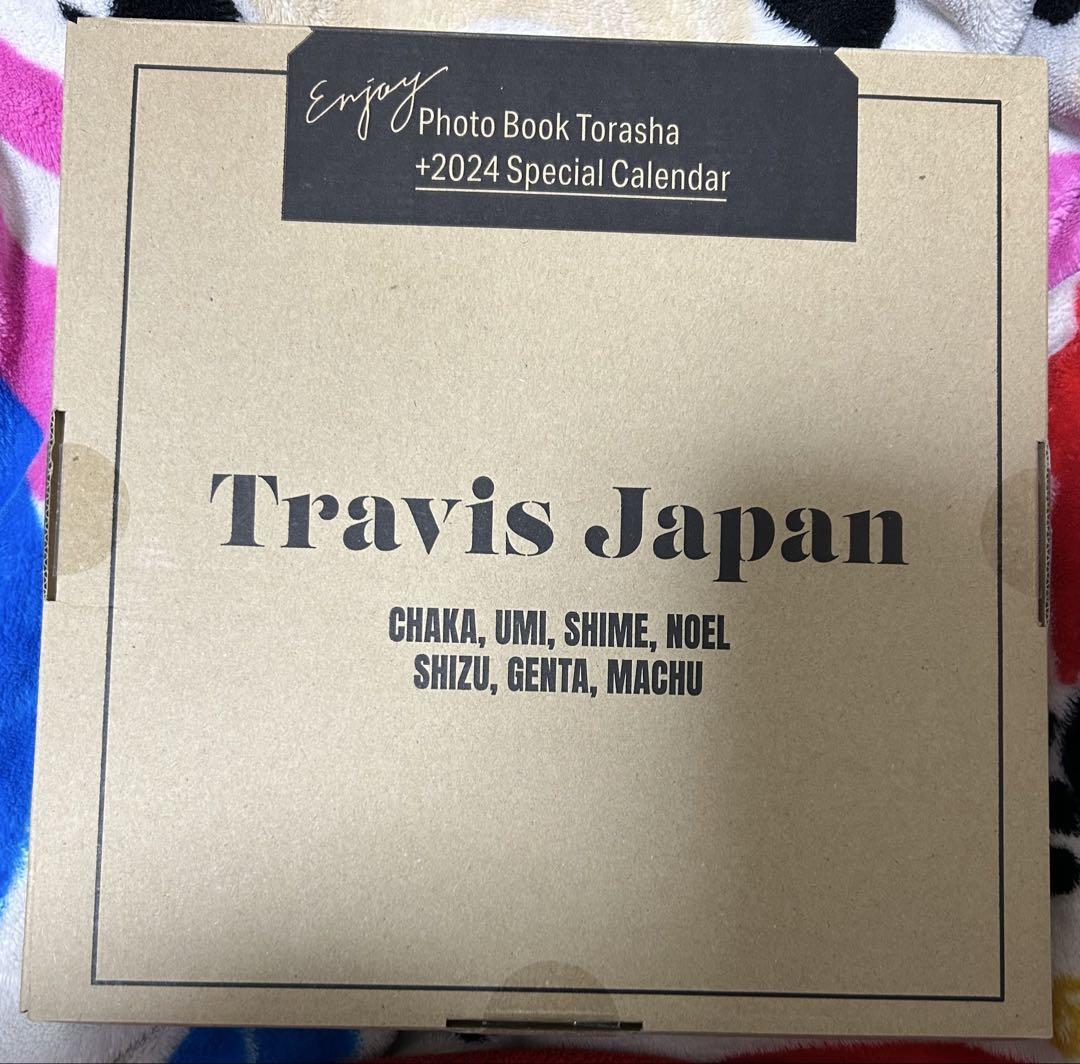 Enjoy
Photo Book Torasha
+2024 Special Calendar
Travis Japan
CHAKA, UMI, SHIME, NOEL
SHIZU, GENTA, MACHU